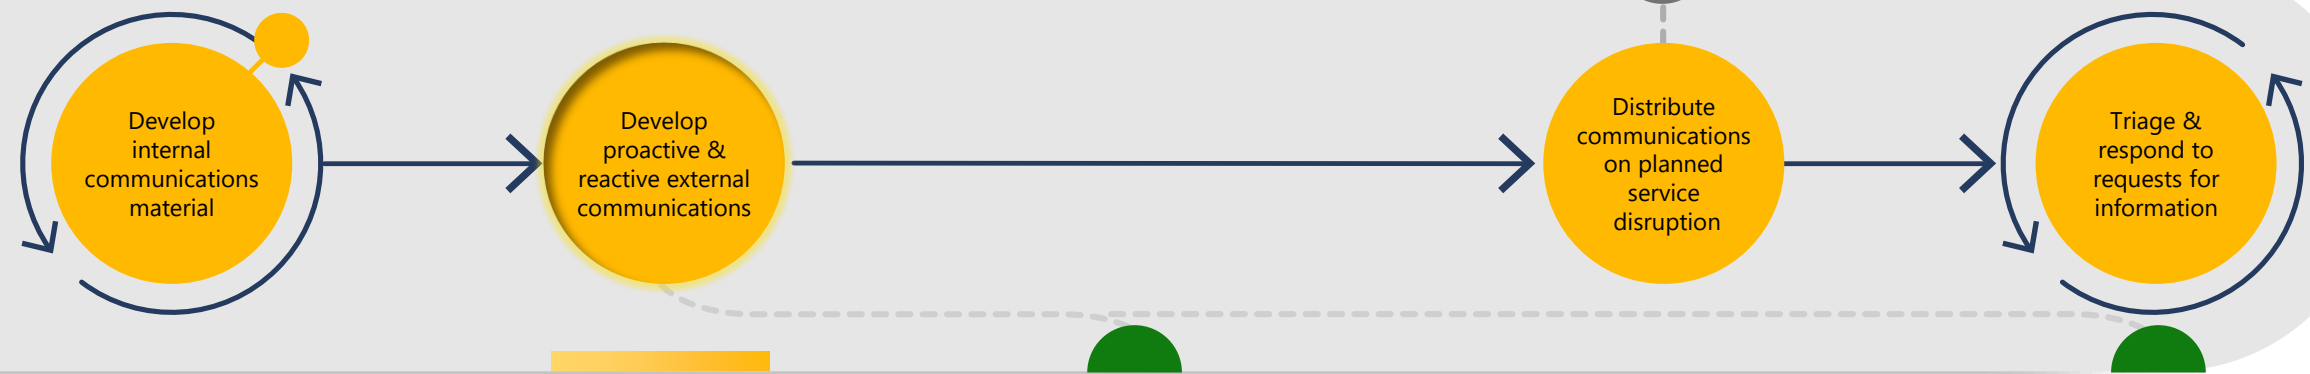 Develop
internal
communications
material
Develop
proactive &
reactive external
communications
Distribute
communications
on planned
service
disruption
Triage &
respond to
requests for
information